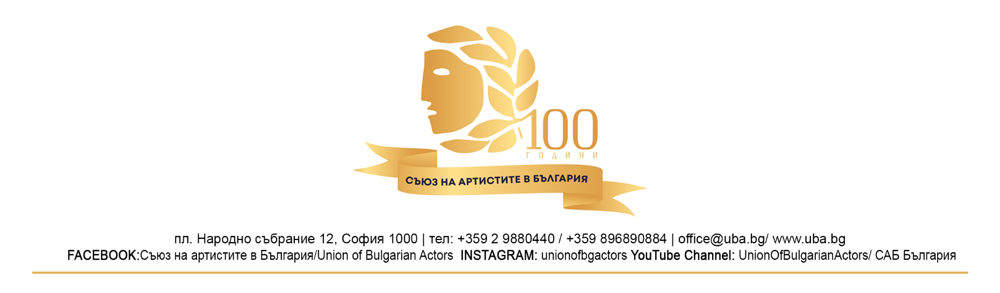 100
ГОДИНИ
СЪЮЗ НА АРТИСТИТЕ В БЪЛГАРИЯ
пл. Народно събрание 12, София 1000 | тел: +359 2 9880440 / +359 896890884 | office@uba.bg/ www.uba.bg
FACEBOOK:Съюз на артистите в България/Union of Bulgarian Actors INSTAGRAM: unionofbgactors YouTube Channel: UnionOfBulgarianActors/ САБ България